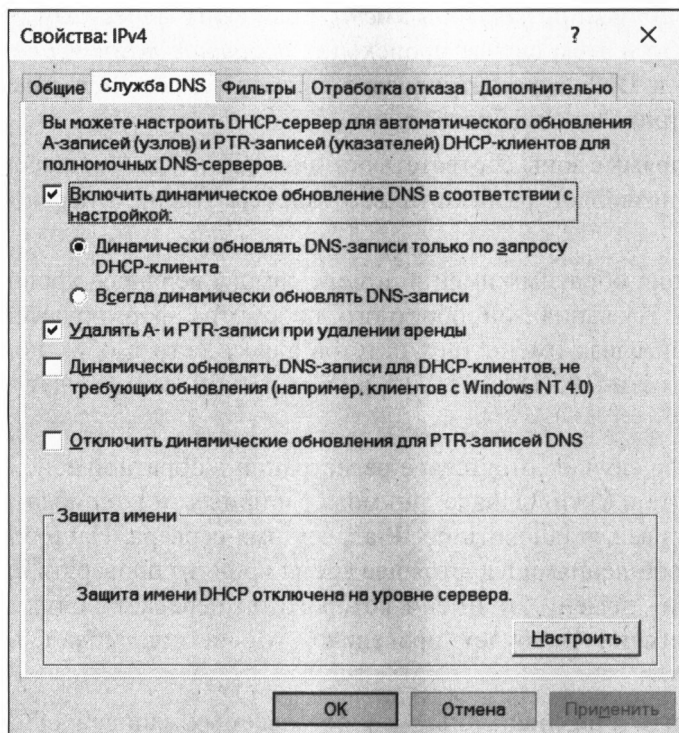 Свойства: IPv4 ? ×
Общие Служба DNS Фильтры Отработка отказа Дополнительно
Вы можете настроить DHCP-сервер для автоматического обновления
A-записей (узлов) и PTR-записей (указателей) DHCP-клиентов для
полномочных DNS-серверов.
Включить динамическое обновление DNS в соответствии с
настройкой:
Динамически обновлять DNS-записи только по запросу
DHCP-клиента
Всегда динамически обновлять DNS-записи
Удалять A- и PTR-записи при удалении аренды
Динамически обновлять DNS-записи для DHCP-клиентов, не
требующих обновления (например, клиентов с Windows NT 4.0)
Отключить динамические обновления для PTR-записей DNS
Защита имени
Защита имени DHCP отключена на уровне сервера.
Настроить
ОК Отмена Применить